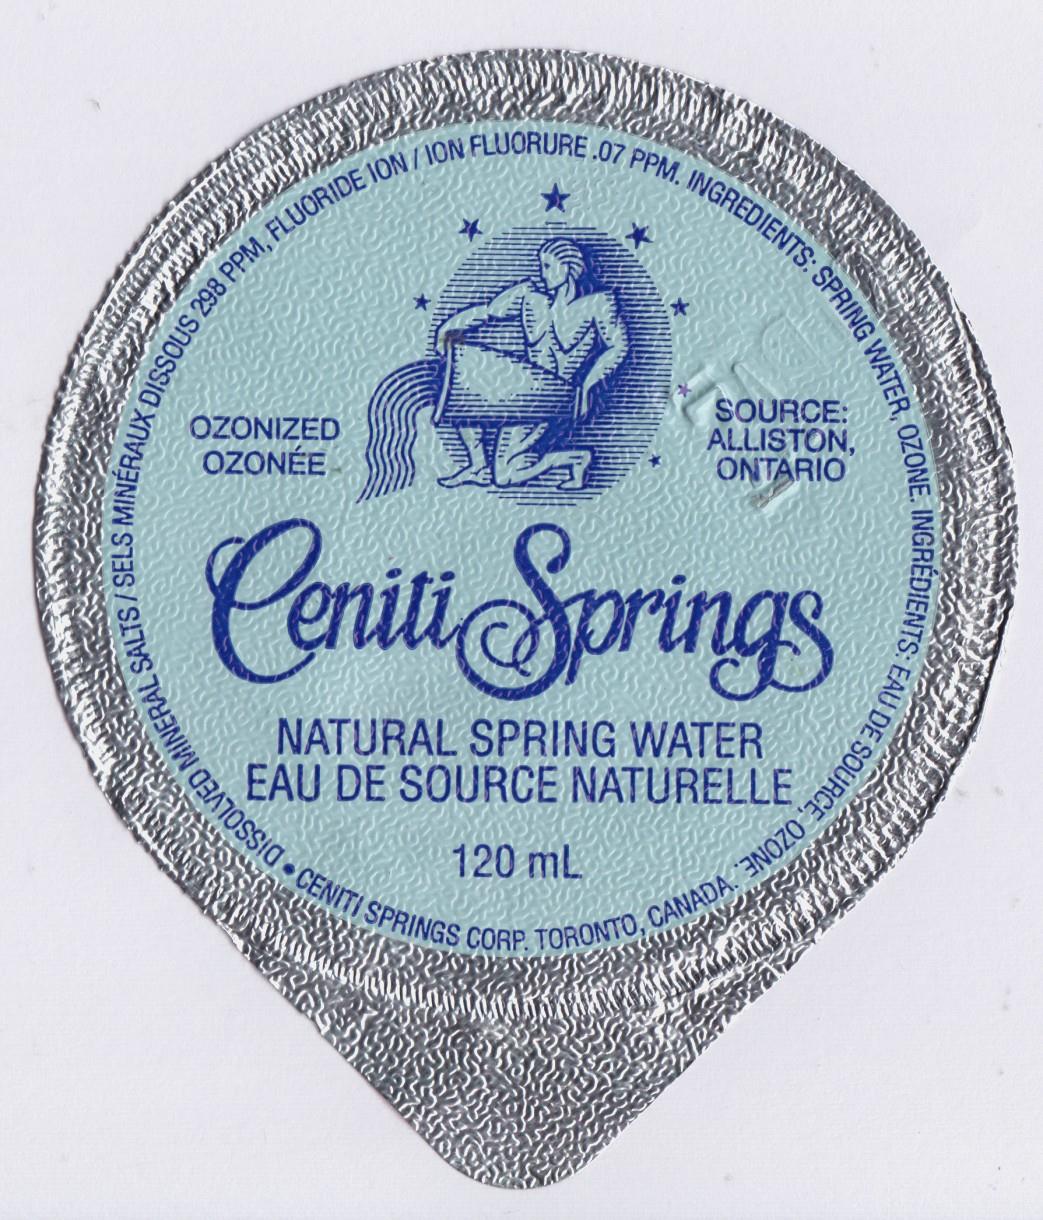 DISSOLVED MINERAL SALTS / SELS MINÉRAUX DISSOUS 298 PPM, FLUORIDE ION / ION FLUORURE .07 PPM. INGREDIENTS: SPRING WATER, OZONE. INGRÉDIENTS: EAU DE SOURCE, OZONE.
OZONIZED
OZONÉE
SOURCE:
ALLISTON,
ONTARIO
Ceniti Springs
NATURAL SPRING WATER
EAU DE SOURCE NATURELLE
120 mL
• CENITI SPRINGS CORP. TORONTO, CANADA.